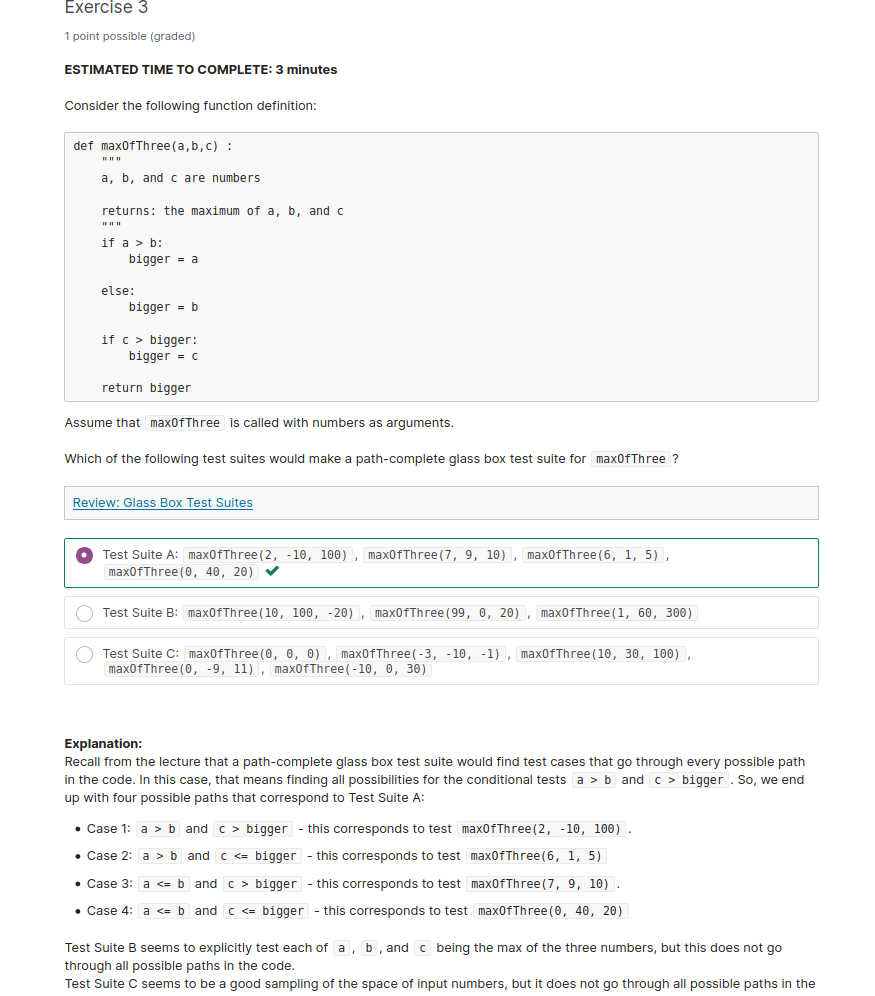 Exercise 3
1 point possible (graded)
ESTIMATED TIME TO COMPLETE: 3 minutes
Consider the following function definition:
def maxOfThree(a,b,c) :
    """
    a, b, and c are numbers
    returns: the maximum of a, b, and c
    """
    if a > b:
        bigger = a
    else:
        bigger = b
    if c > bigger:
        bigger = c
    return bigger
Assume that maxOfThree is called with numbers as arguments.
Which of the following test suites would make a path-complete glass box test suite for maxOfThree ?
Review: Glass Box Test Suites
Test Suite A: maxOfThree(2, -10, 100) , maxOfThree(7, 9, 10) , maxOfThree(6, 1, 5) ,
maxOfThree(0, 40, 20)
Test Suite B: maxOfThree(10, 100, -20) , maxOfThree(99, 0, 20) , maxOfThree(1, 60, 300)
Test Suite C: maxOfThree(0, 0, 0) , maxOfThree(-3, -10, -1) , maxOfThree(10, 30, 100) ,
maxOfThree(0, -9, 11) , maxOfThree(-10, 0, 30)
Explanation:
Recall from the lecture that a path-complete glass box test suite would find test cases that go through every possible path
in the code. In this case, that means finding all possibilities for the conditional tests a > b and c > bigger . So, we end
up with four possible paths that correspond to Test Suite A:
• Case 1: a > b and c > bigger - this corresponds to test maxOfThree(2, -10, 100) .
• Case 2: a > b and c <= bigger - this corresponds to test maxOfThree(6, 1, 5)
• Case 3: a <= b and c > bigger - this corresponds to test maxOfThree(7, 9, 10) .
• Case 4: a <= b and c <= bigger - this corresponds to test maxOfThree(0, 40, 20)
Test Suite B seems to explicitly test each of a , b , and c being the max of the three numbers, but this does not go
through all possible paths in the code.
Test Suite C seems to be a good sampling of the space of input numbers, but it does not go through all possible paths in the